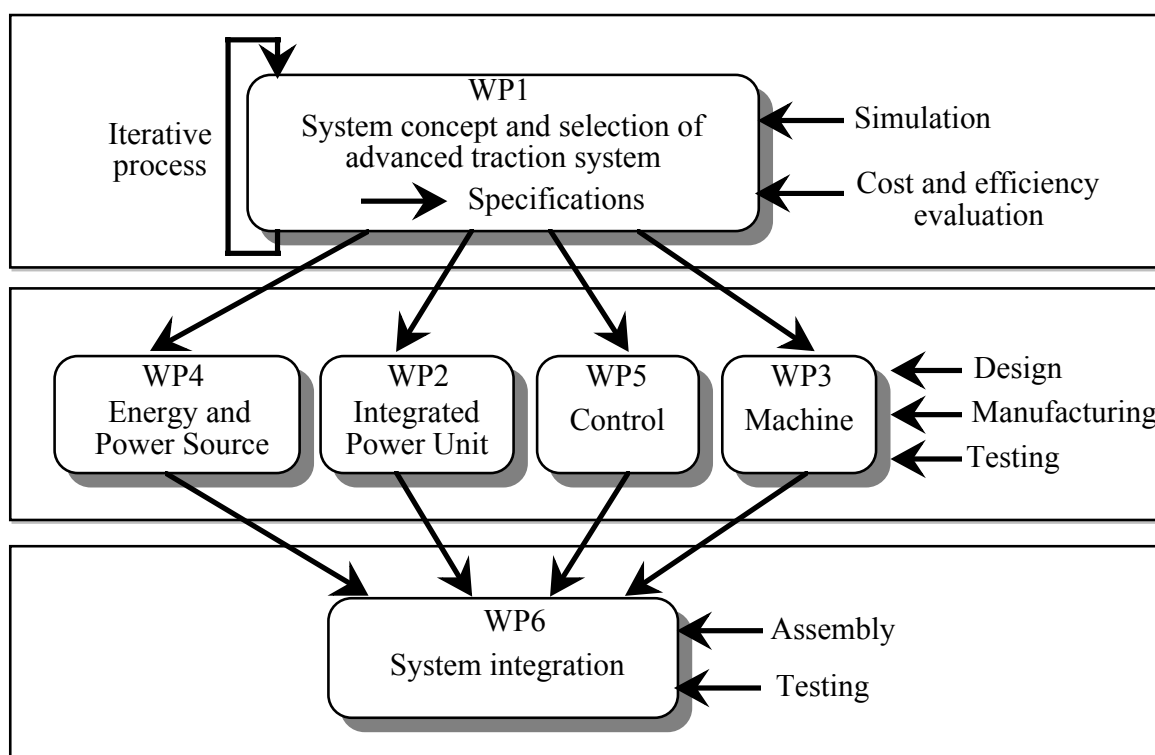 WP1
System concept and selection of
advanced traction system
Specifications
Iterative
process
Simulation
Cost and efficiency
evaluation
WP4
Energy and
Power Source
WP2
Integrated
Power Unit
WP5
Control
WP3
Machine
Design
Manufacturing
Testing
WP6
System integration
Assembly
Testing